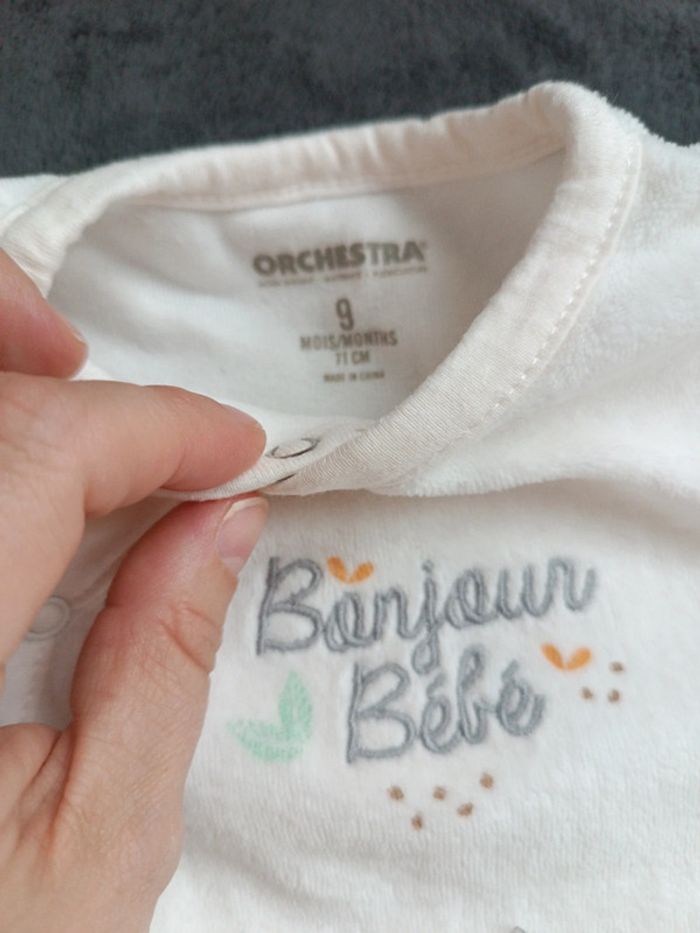 ORCHESTRA
9
MOIS/MONTHS
71 CM
MADE IN CHINA
Bonjour
Bébé